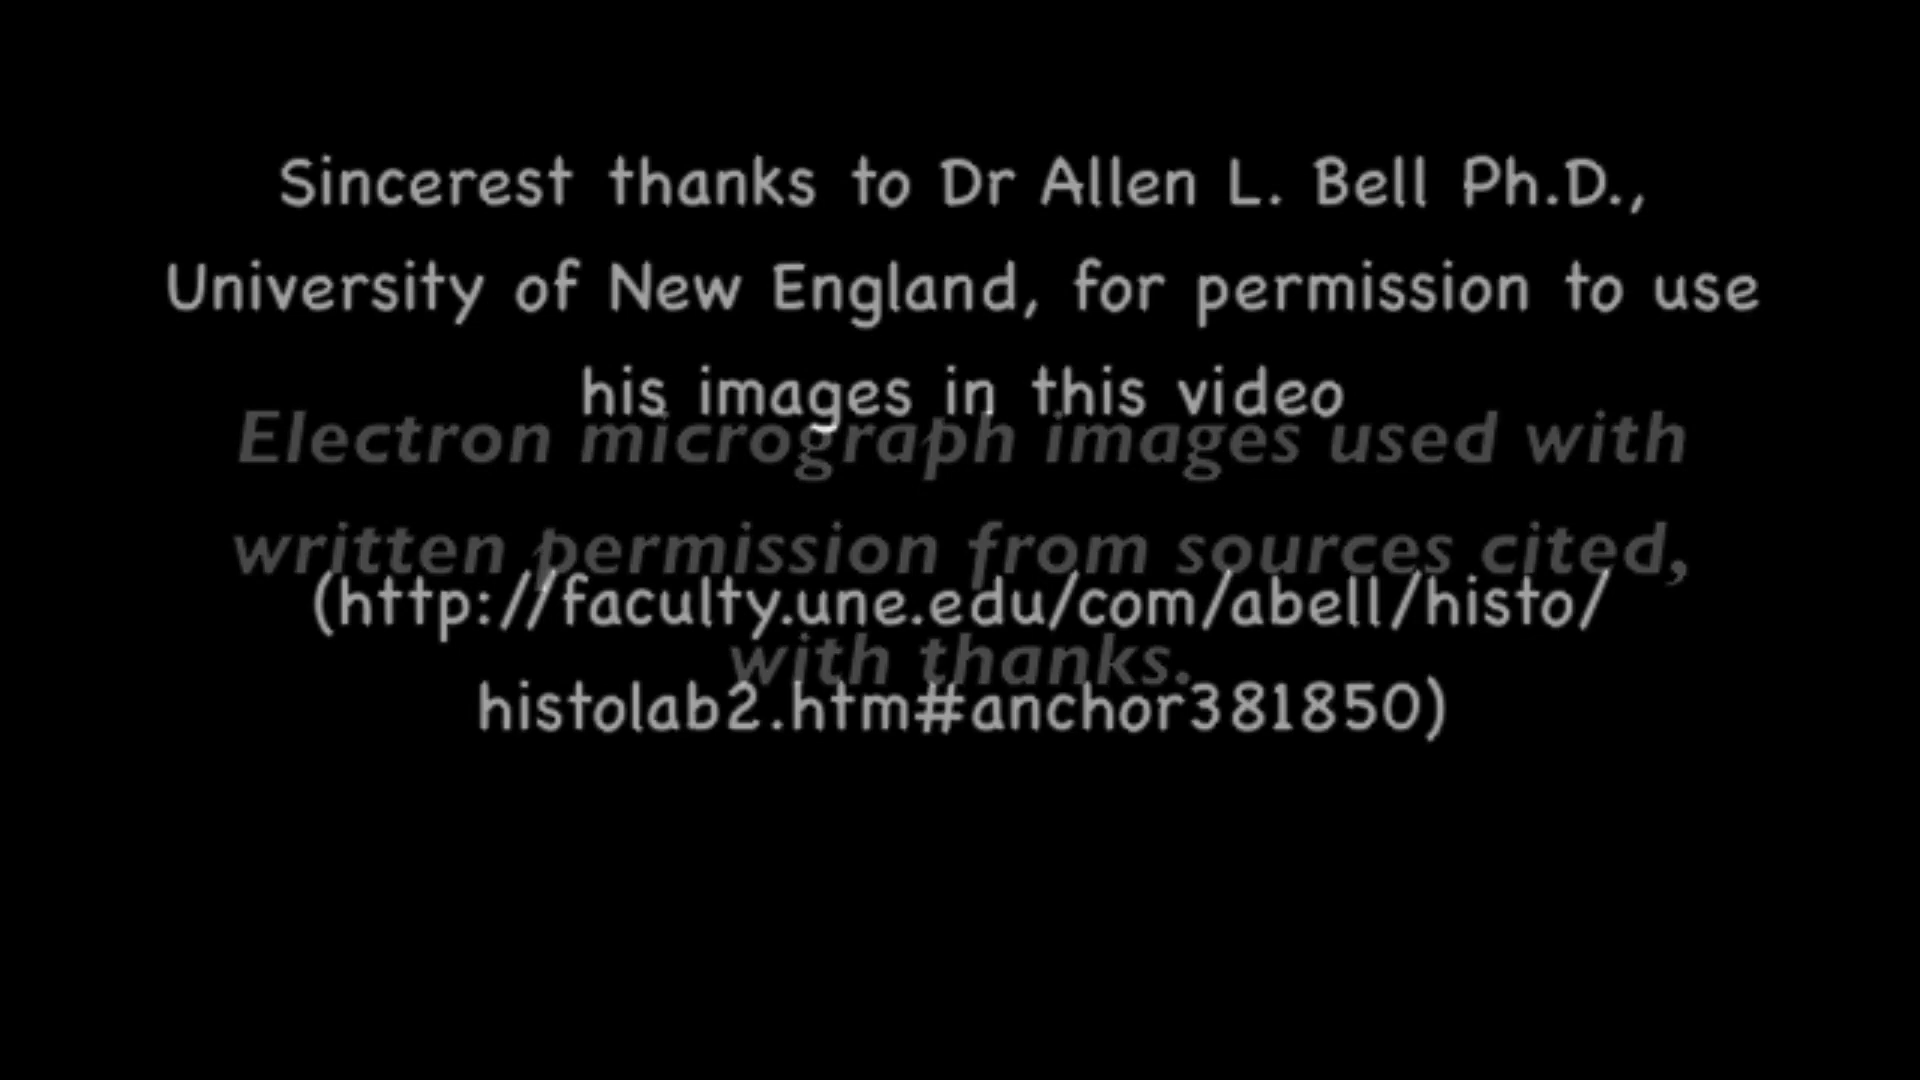 Sincerest thanks to Dr Allen L. Bell Ph.D.,
University of New England, for permission to use
his images in this video
Electron micrograph images used with
written permission from sources cited,
(http://faculty.une.edu/com/abell/histo/
with thanks.
histolab2.htm#anchor381850)